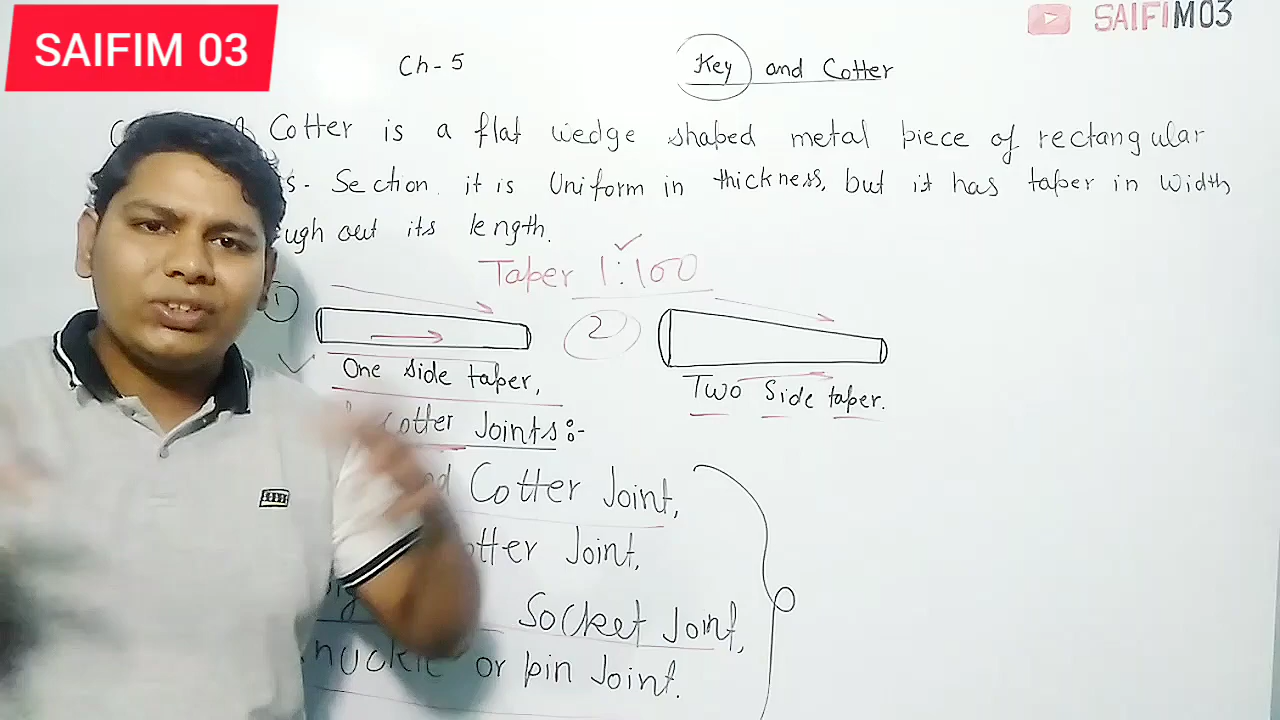 SAIFIM 03
SAIFIM03
Ch-5
Key and Cotter
Cotter is a flat wedge shaped metal piece of rectangular
Section. it is Uniform in thickness, but it has taper in width
out its length.
Taper 1:100
1
2
One side taper,
Two Side taper.
Cotter Joints:-
Cotter Joint,
Joint,
Socket Joint,
or pin Joint.